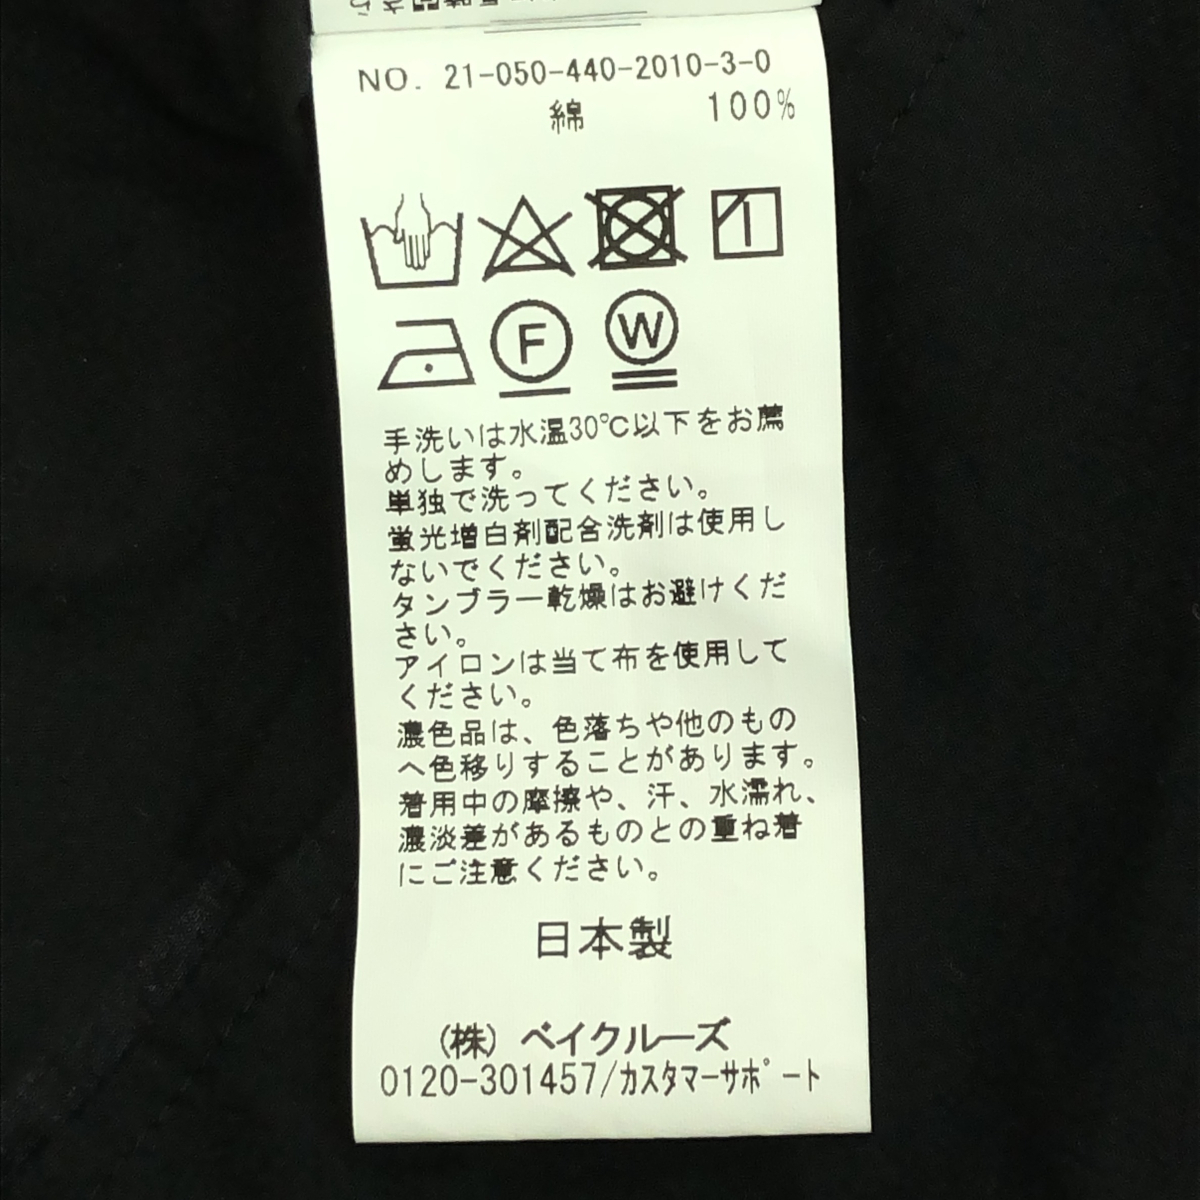 NO. 21-050-440-2010-3-0
綿 100%
F
W
手洗いは水温30℃以下をお薦
めします。
単独で洗ってください。
蛍光増白剤配合洗剤は使用し
ないでください。
タンブラー乾燥はお避けくだ
さい。
アイロンは当て布を使用して
ください。
濃色品は、色落ちや他のもの
へ色移りすることがあります。
着用中の摩擦や、汗、水濡れ、
濃淡差があるものとの重ね着
にご注意ください。
日本製
(株) ベイクルーズ
0120-301457/カスタマーサポート